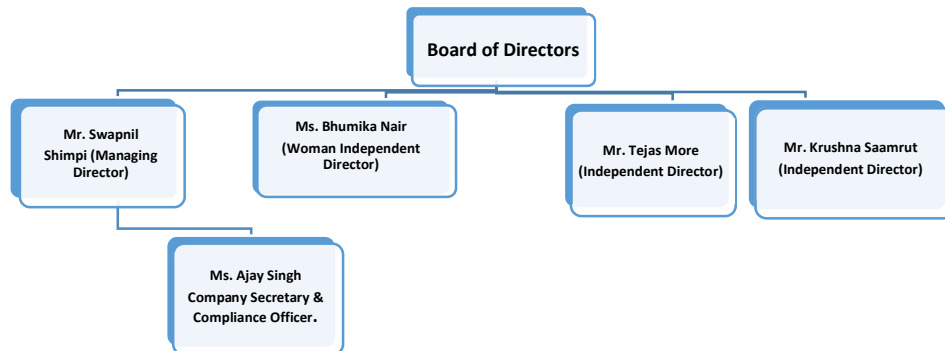 Board of Directors
Mr. Swapnil
Shimpi (Managing
Director)
Ms. Bhumika Nair
(Woman Independent
Director)
Mr. Tejas More
(Independent Director)
Mr. Krushna Saamrut
(Independent Director)
Ms. Ajay Singh
Company Secretary &
Compliance Officer.